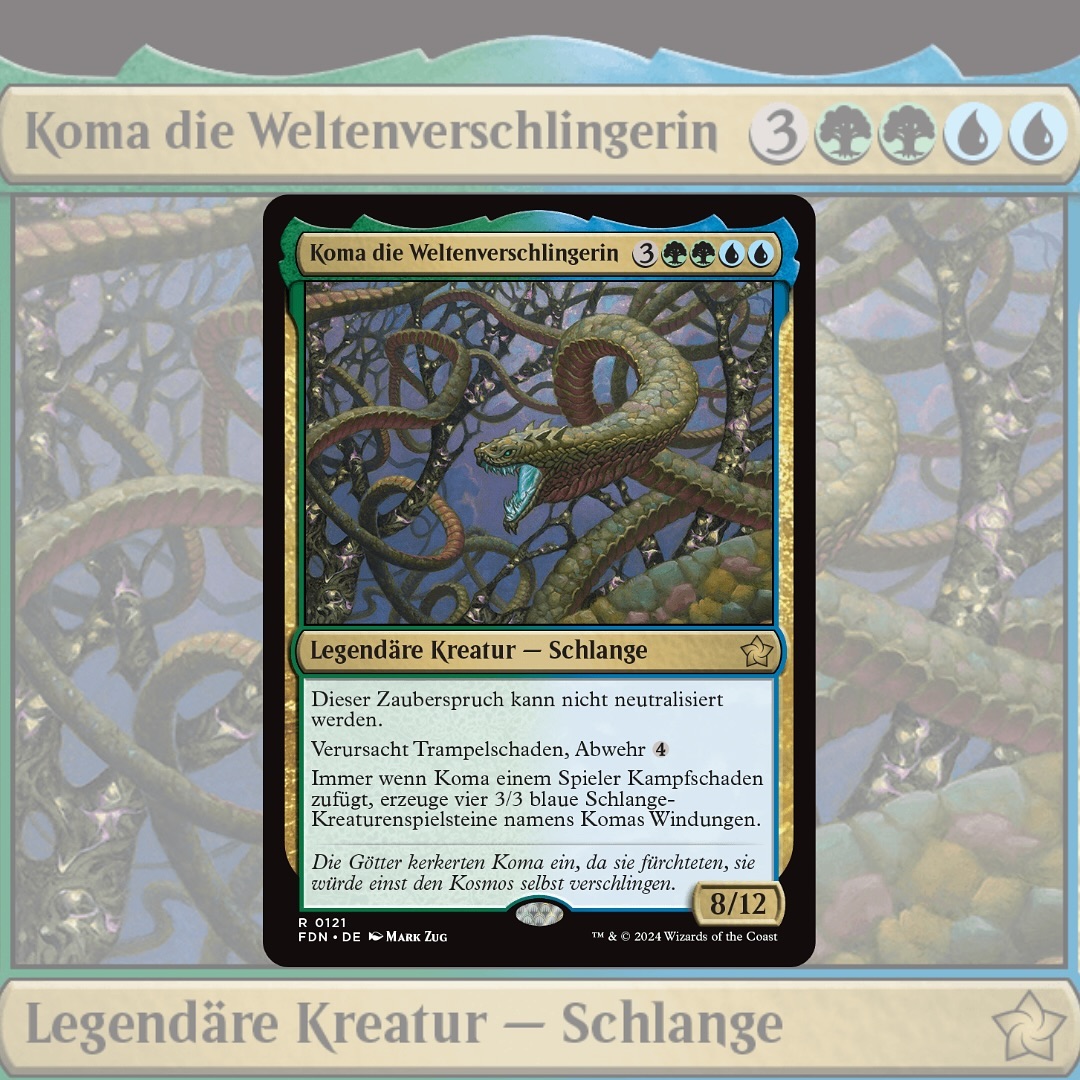 Koma die Weltenverschlingerin 3
Koma die Weltenverschlingerin 3
Legendäre Kreatur — Schlange
Dieser Zauberspruch kann nicht neutralisiert
werden.
Verursacht Trampelschaden, Abwehr 4
Immer wenn Koma einem Spieler Kampfschaden
zufügt, erzeuge vier 3/3 blaue Schlange-
Kreaturenspielsteine namens Komas Windungen.
Die Götter kerkerten Koma ein, da sie fürchteten, sie
würde einst den Kosmos selbst verschlingen.
8/12
R 0121
FDN • DE Mark Zug
™ & © 2024 Wizards of the Coast
Legendäre Kreatur — Schlange